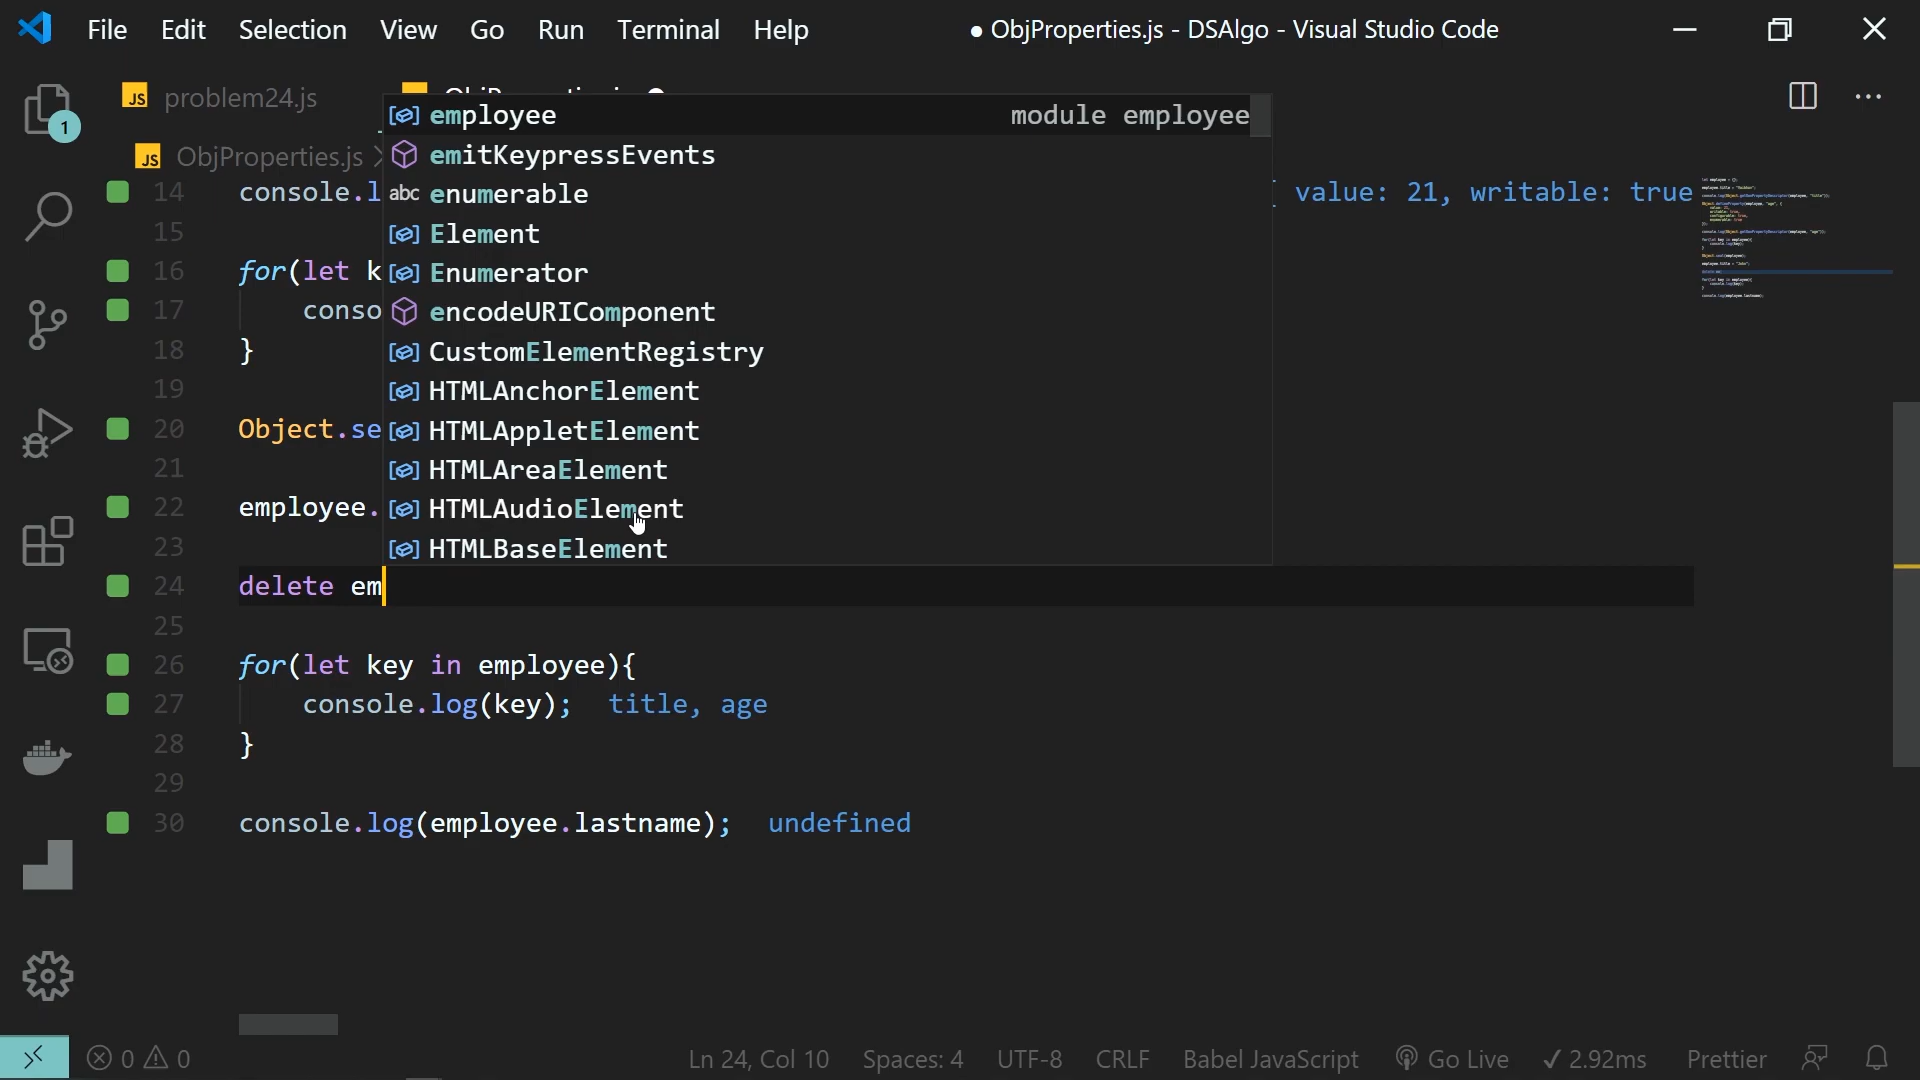 File Edit Selection View Go Run Terminal Help ● ObjProperties.js - DSAlgo - Visual Studio Code
JS problem24.js
1
JS ObjProperties.js >
employee module employee
emitKeypressEvents
abc enumerable
Element
Enumerator
encodeURIComponent
CustomElementRegistry
HTMLAnchorElement
HTMLAppletElement
HTMLAreaElement
HTMLAudioElement
HTMLBaseElement
14 console.l value: 21, writable: true
15
16 for(let k
17 conso
18 }
19
20 Object.se
21
22 employee.
23
24 delete em
25
26 for(let key in employee){
27 console.log(key); title, age
28 }
29
30 console.log(employee.lastname); undefined
0 0 Ln 24, Col 10 Spaces: 4 UTF-8 CRLF Babel JavaScript Go Live ✓ 2.92ms Prettier